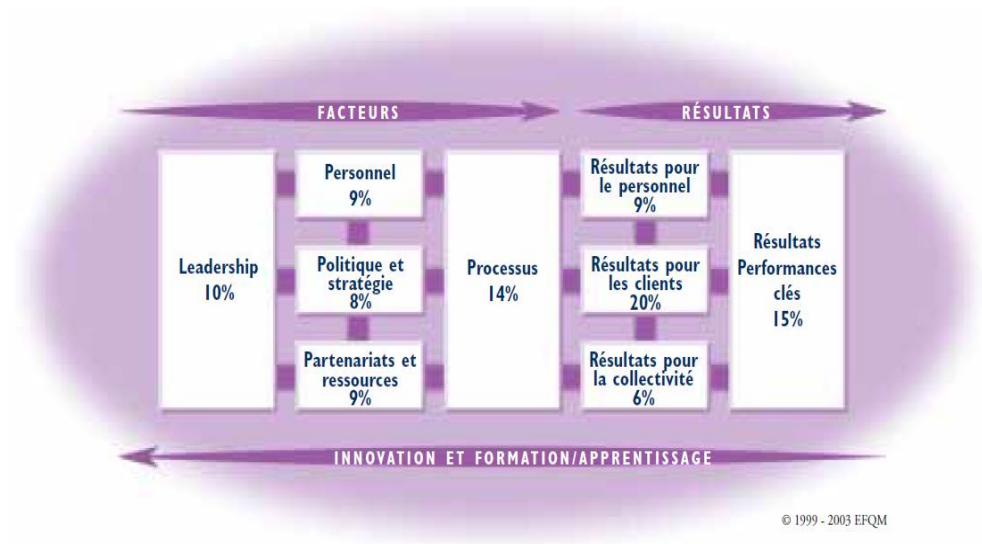 FACTEURS
RÉSULTATS
Leadership
10%
Personnel
9%
Politique et
stratégie
8%
Partenariats et
ressources
9%
Processus
14%
Résultats pour
le personnel
9%
Résultats pour
les clients
20%
Résultats pour
la collectivité
6%
Résultats
Performances
clés
15%
INNOVATION ET FORMATION/APPRENTISSAGE
© 1999 - 2003 EFQM